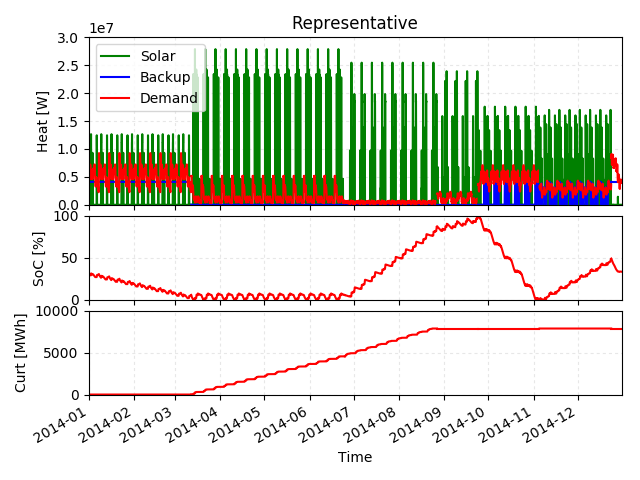 Representative
1e7
3.0
2.5
2.0
1.5
1.0
0.5
0.0
Heat [W]
Solar
Backup
Demand
100
50
0
SoC [%]
10000
5000
0
Curt [MWh]
2014-01
2014-02
2014-03
2014-04
2014-05
2014-06
2014-07
2014-08
2014-09
2014-10
2014-11
2014-12
Time